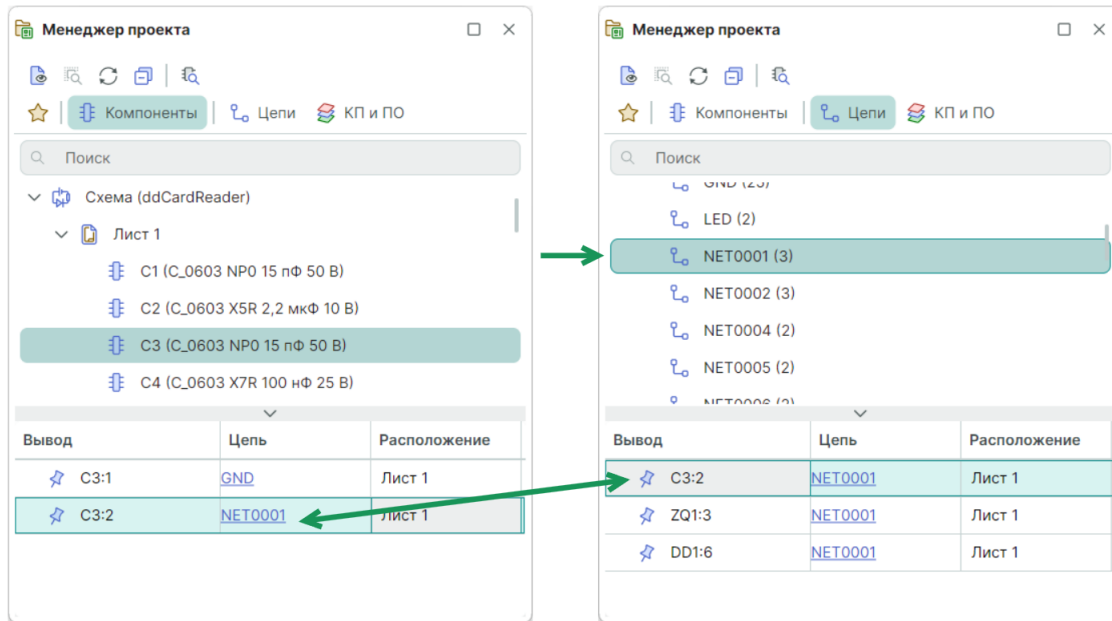 Менеджер проекта
Компоненты Цепи КП и ПО
Поиск
Схема (ddCardReader)
Лист 1
C1 (C_0603 NP0 15 пФ 50 В)
C2 (C_0603 X5R 2,2 мкФ 10 В)
C3 (C_0603 NP0 15 пФ 50 В)
C4 (C_0603 X7R 100 нФ 25 В)
Вывод Цепь Расположение
C3:1 GND Лист 1
C3:2 NET0001 Лист 1
Менеджер проекта
Компоненты Цепи КП и ПО
Поиск
GND (25)
LED (2)
NET0001 (3)
NET0002 (3)
NET0004 (2)
NET0005 (2)
Вывод Цепь Расположение
C3:2 NET0001 Лист 1
ZQ1:3 NET0001 Лист 1
DD1:6 NET0001 Лист 1